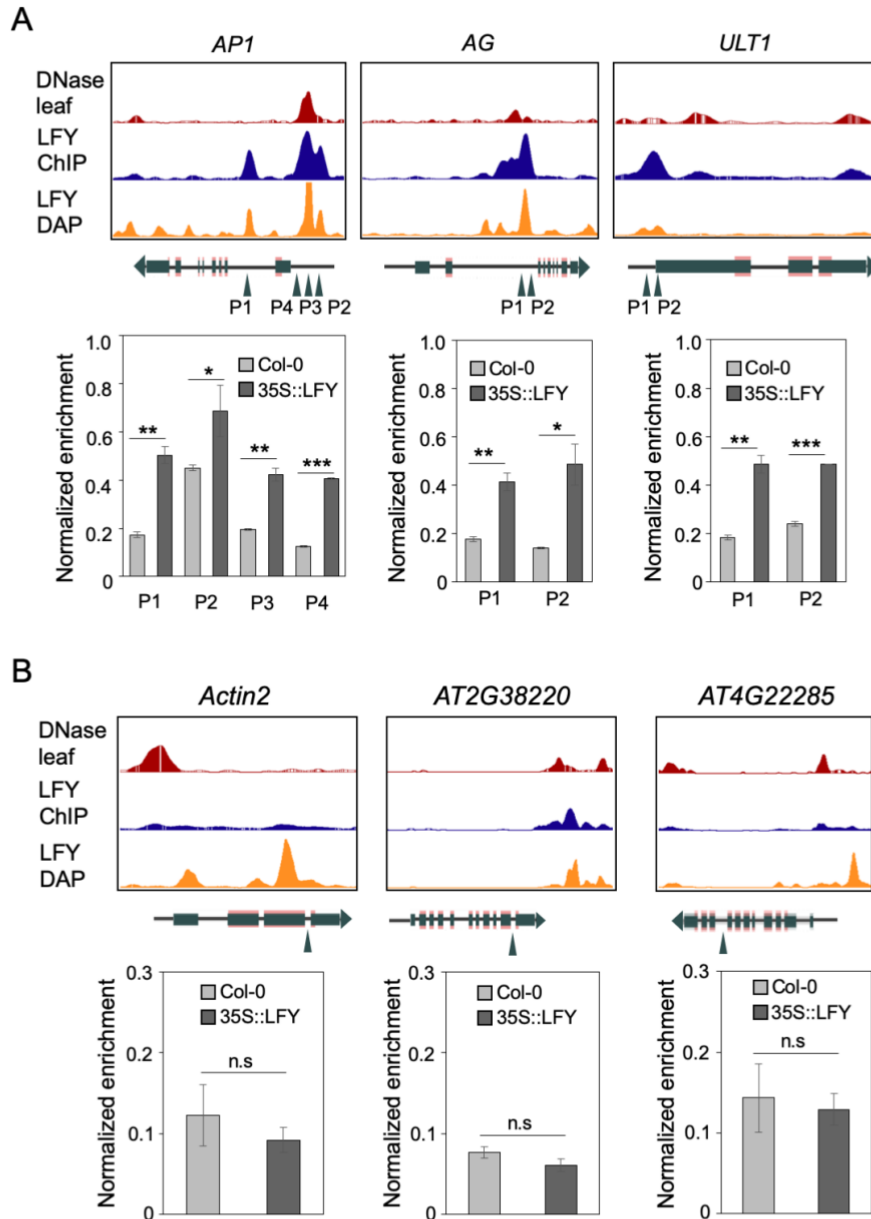 A
AP1 AG ULT1
DNase
leaf
LFY
ChIP
LFY
DAP
P1 P4 P3 P2 P1 P2 P1 P2
Normalized enrichment
1.0
0.8
0.6
0.4
0.2
0
Col-0
35S::LFY
** * ** ***
P1 P2 P3 P4
Normalized enrichment
1.0
0.8
0.6
0.4
0.2
0
Col-0
35S::LFY
** *
P1 P2
Normalized enrichment
1.0
0.8
0.6
0.4
0.2
0
Col-0
35S::LFY
** ***
P1 P2
B
Actin2 AT2G38220 AT4G22285
DNase
leaf
LFY
ChIP
LFY
DAP
Normalized enrichment
0.3
0.2
0.1
0
Col-0
35S::LFY
n.s
Normalized enrichment
0.3
0.2
0.1
0
Col-0
35S::LFY
n.s
Normalized enrichment
0.3
0.2
0.1
0
Col-0
35S::LFY
n.s